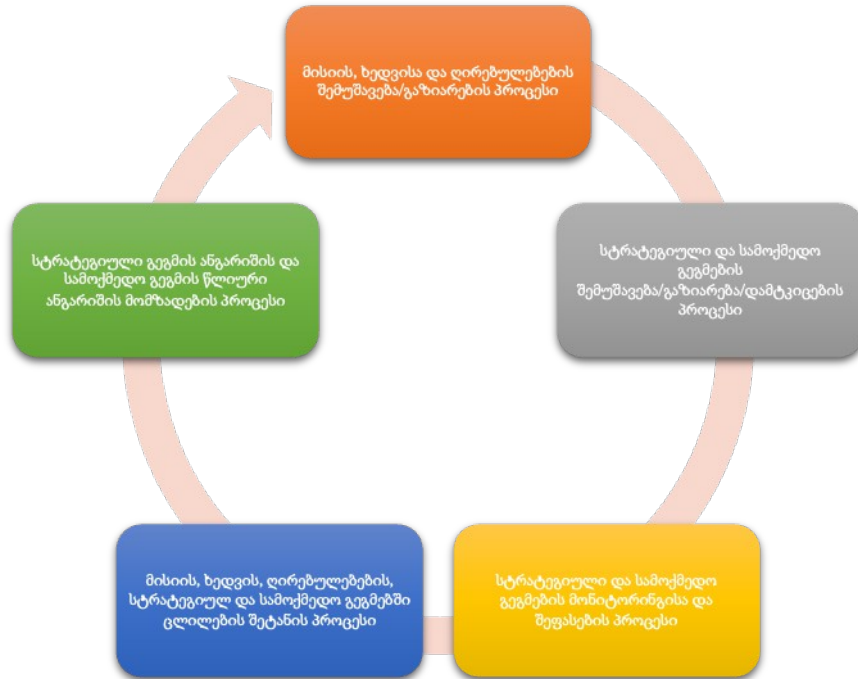 მისიის, ხედვისა და ღირებულებების
შემუშავება/გაზიარების პროცესი
სტრატეგიული და სამოქმედო
გეგმების
შემუშავება/გაზიარება/დამტკიცების
პროცესი
სტრატეგიული და სამოქმედო
გეგმების მონიტორინგისა და
შეფასების პროცესი
მისიის, ხედვის, ღირებულებების,
სტრატეგიულ და სამოქმედო გეგმებში
ცლილების შეტანის პროცესი
სტრატეგიული გეგმის ანგარიშის და
სამოქმედო გეგმის წლიური
ანგარიშის მომზადების პროცესი